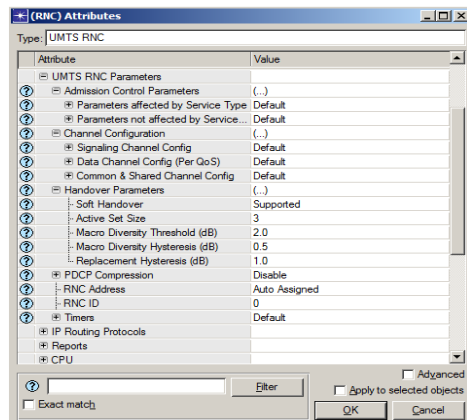 (RNC) Attributes
Type: UMTS RNC
Attribute Value
UMTS RNC Parameters
Admission Control Parameters (...)
Parameters affected by Service Type Default
Parameters not affected by Service... Default
Channel Configuration (...)
Signaling Channel Config Default
Data Channel Config (Per QoS) Default
Common & Shared Channel Config Default
Handover Parameters (...)
Soft Handover Supported
Active Set Size 3
Macro Diversity Threshold (dB) 2.0
Macro Diversity Hysteresis (dB) 0.5
Replacement Hysteresis (dB) 1.0
PDCP Compression Disable
RNC Address Auto Assigned
RNC ID 0
Timers Default
IP Routing Protocols
Reports
CPU
Advanced
Filter
Apply to selected objects
Exact match
OK Cancel